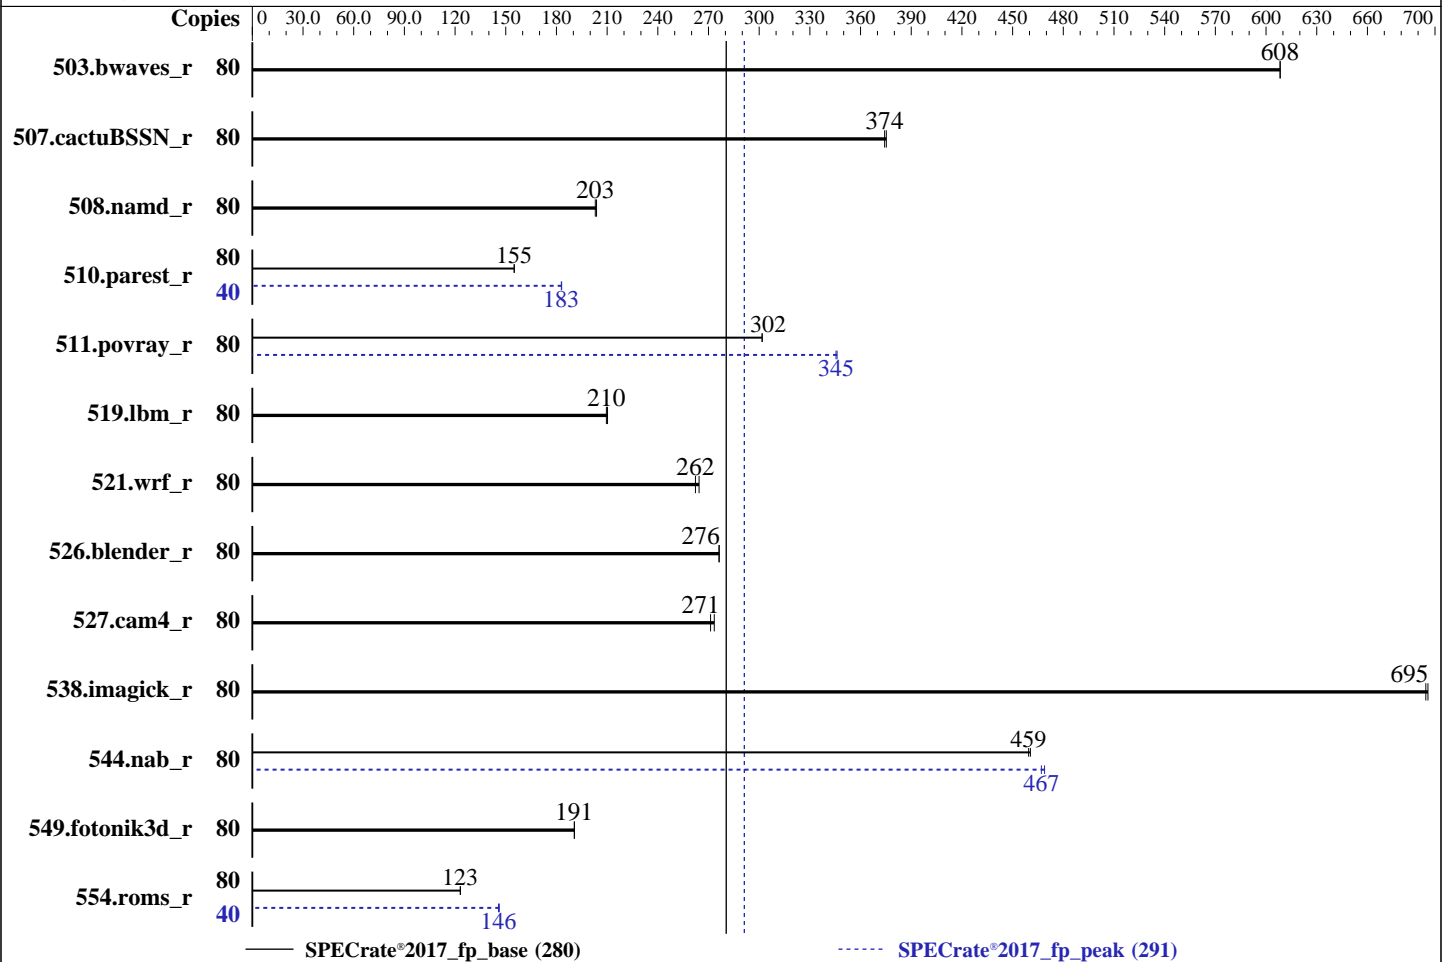 Copies 0 30.0 60.0 90.0 120 150 180 210 240 270 300 330 360 390 420 450 480 510 540 570 600 630 660 700
503.bwaves_r 80 608
507.cactuBSSN_r 80 374
508.namd_r 80 203
510.parest_r 80 155
40 183
511.povray_r 80 302
345
519.lbm_r 80 210
521.wrf_r 80 262
526.blender_r 80 276
527.cam4_r 80 271
538.imagick_r 80 695
544.nab_r 80 459
467
549.fotonik3d_r 80 191
554.roms_r 80 123
40 146
SPECrate®2017_fp_base (280) SPECrate®2017_fp_peak (291)